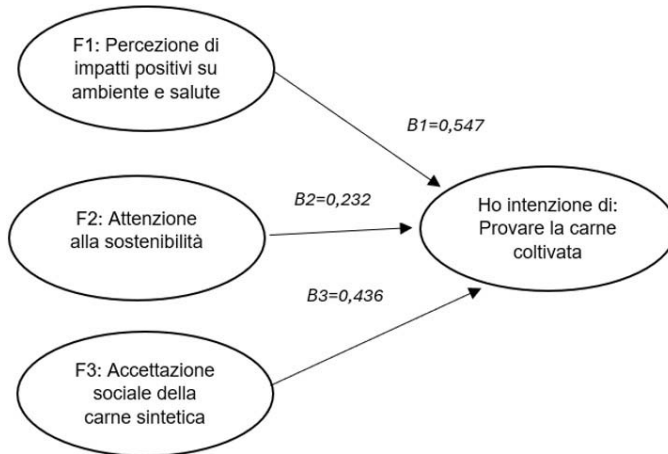 F1: Percezione di
impatti positivi su
ambiente e salute
B1=0,547
F2: Attenzione
alla sostenibilità
B2=0,232
Ho intenzione di:
Provare la carne
coltivata
B3=0,436
F3: Accettazione
sociale della
carne sintetica